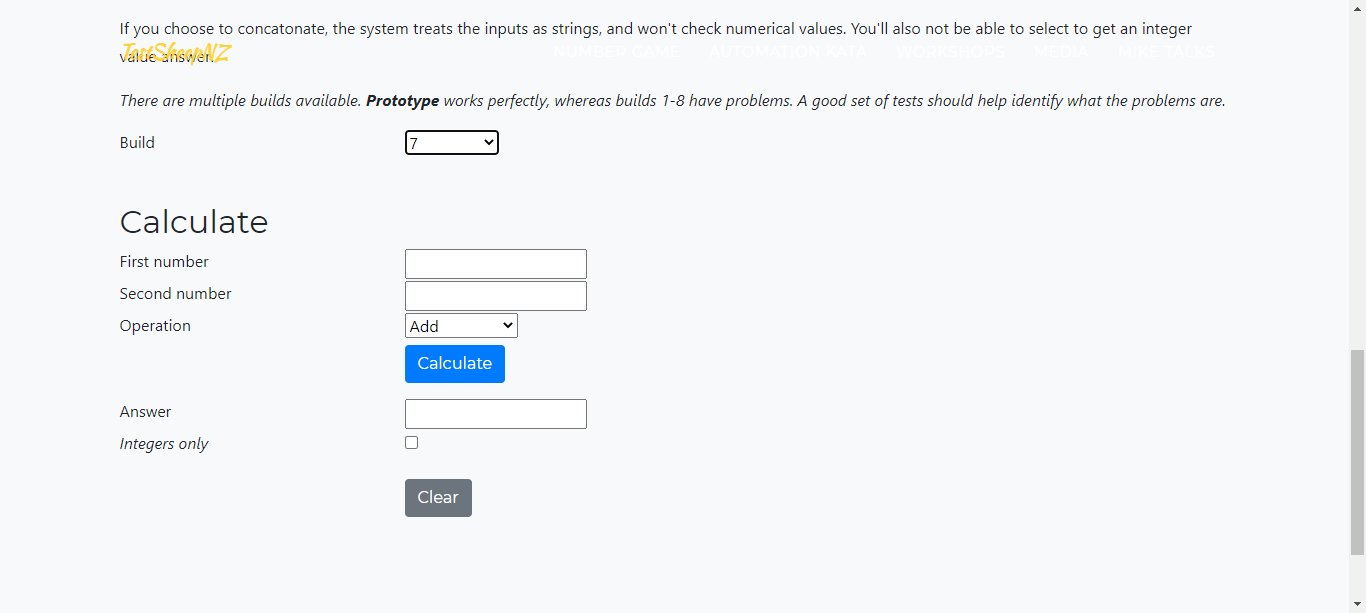 If you choose to concatonate, the system treats the inputs as strings, and won't check numerical values. You'll also not be able to select to get an integer
value answer.
TestSheepNZ
NUMBER GAME AUTOMATION WORKSHOPS MEDIA MIKE TALKS
There are multiple builds available. Prototype works perfectly, whereas builds 1-8 have problems. A good set of tests should help identify what the problems are.
Build 7
Calculate
First number
Second number
Operation Add
Calculate
Answer
Integers only
Clear